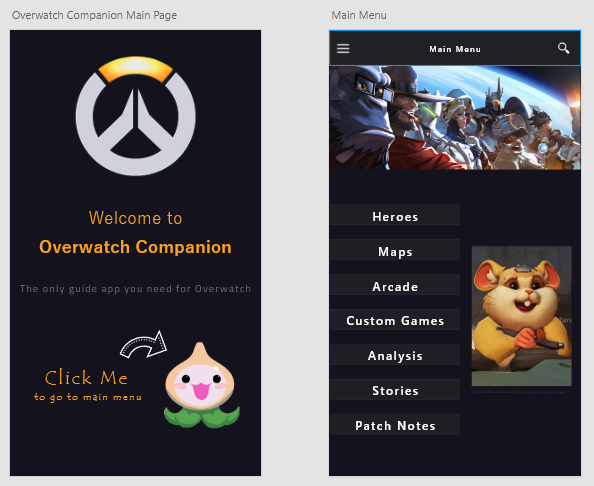 Overwatch Companion Main Page
Main Menu
Welcome to
Overwatch Companion
The only guide app you need for Overwatch
Click Me
to go to main menu
Main Menu
Heroes
Maps
Arcade
Custom Games
Analysis
Stories
Patch Notes